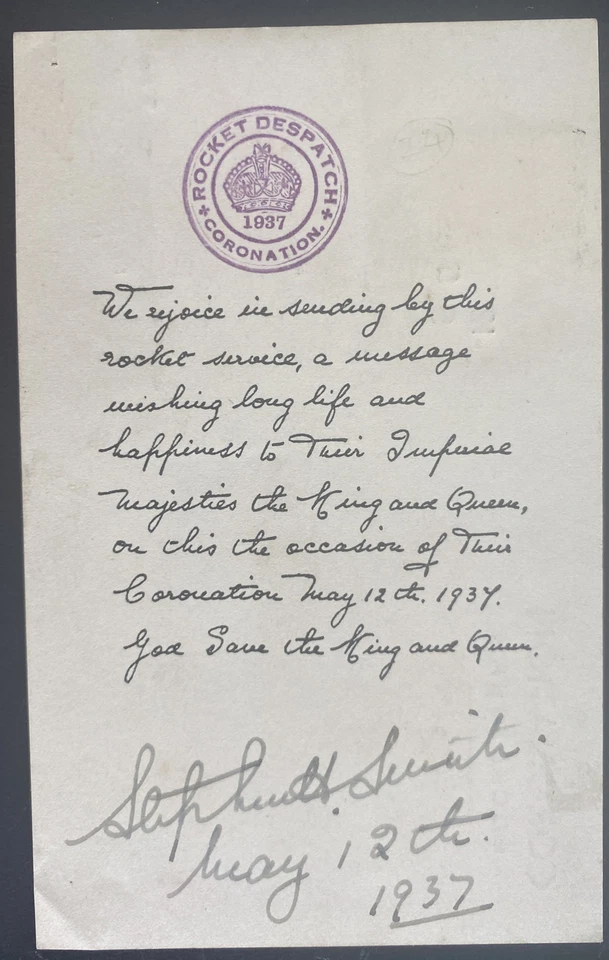 ROCKET DESPATCH
1937
CORONATION.
We rejoice in sending by this
rocket service, a message
wishing long life and
happiness to Their Imperial
Majesties the King and Queen,
on this the occasion of Their
Coronation May 12th. 1937.
God Save the King and Queen.
Stephen H. Smith.
May 12th.
1937